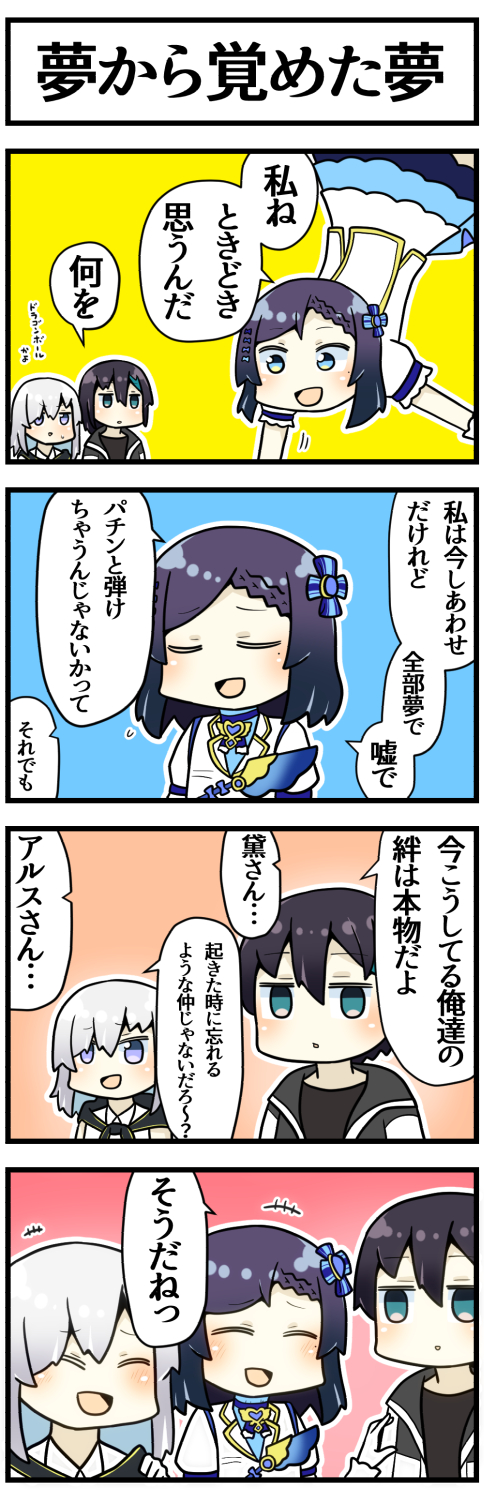 夢から覚めた夢
私ね
ときどき
思うんだ
何を
ドラゴンボール
かよ
私は今しあわせ
だけれど
全部夢で
嘘で
パチンと弾け
ちゃうんじゃないかって
それでも
今こうしてる俺達の
絆は本物だよ
黛さん…
起きた時に忘れる
ような仲じゃないだろ～？
アルスさん…
そうだねっ